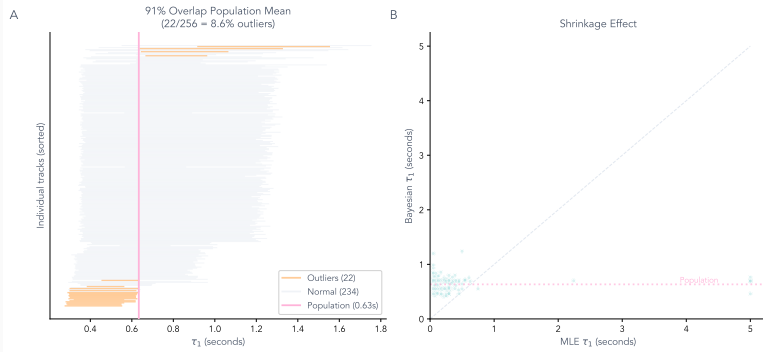 A
91% Overlap Population Mean
(22/256 = 8.6% outliers)
Individual tracks (sorted)
Outliers (22)
Normal (234)
Population (0.63s)
0.4 0.6 0.8 1.0 1.2 1.4 1.6 1.8
τ1 (seconds)
B
Shrinkage Effect
Bayesian τ1 (seconds)
5
4
3
2
1
0
Population
0 1 2 3 4 5
MLE τ1 (seconds)